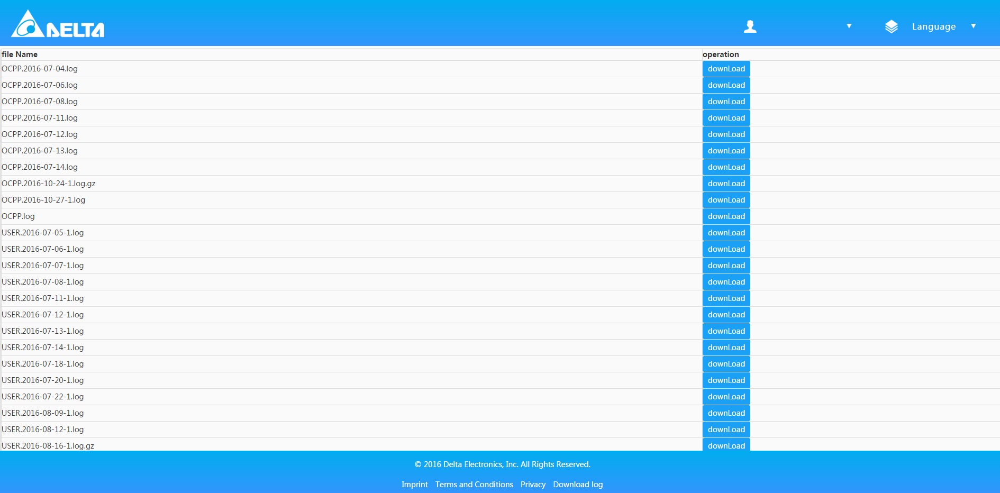 DELTA
Language
file Name operation
OCPP.2016-07-04.log downLoad
OCPP.2016-07-06.log downLoad
OCPP.2016-07-08.log downLoad
OCPP.2016-07-11.log downLoad
OCPP.2016-07-12.log downLoad
OCPP.2016-07-13.log downLoad
OCPP.2016-07-14.log downLoad
OCPP.2016-10-24-1.log.gz downLoad
OCPP.2016-10-27-1.log downLoad
OCPP.log downLoad
USER.2016-07-05-1.log downLoad
USER.2016-07-06-1.log downLoad
USER.2016-07-07-1.log downLoad
USER.2016-07-08-1.log downLoad
USER.2016-07-11-1.log downLoad
USER.2016-07-12-1.log downLoad
USER.2016-07-13-1.log downLoad
USER.2016-07-14-1.log downLoad
USER.2016-07-18-1.log downLoad
USER.2016-07-20-1.log downLoad
USER.2016-07-22-1.log downLoad
USER.2016-08-09-1.log downLoad
USER.2016-08-12-1.log downLoad
USER.2016-08-16-1.log.gz downLoad
© 2016 Delta Electronics, Inc. All Rights Reserved.
Imprint Terms and Conditions Privacy Download log